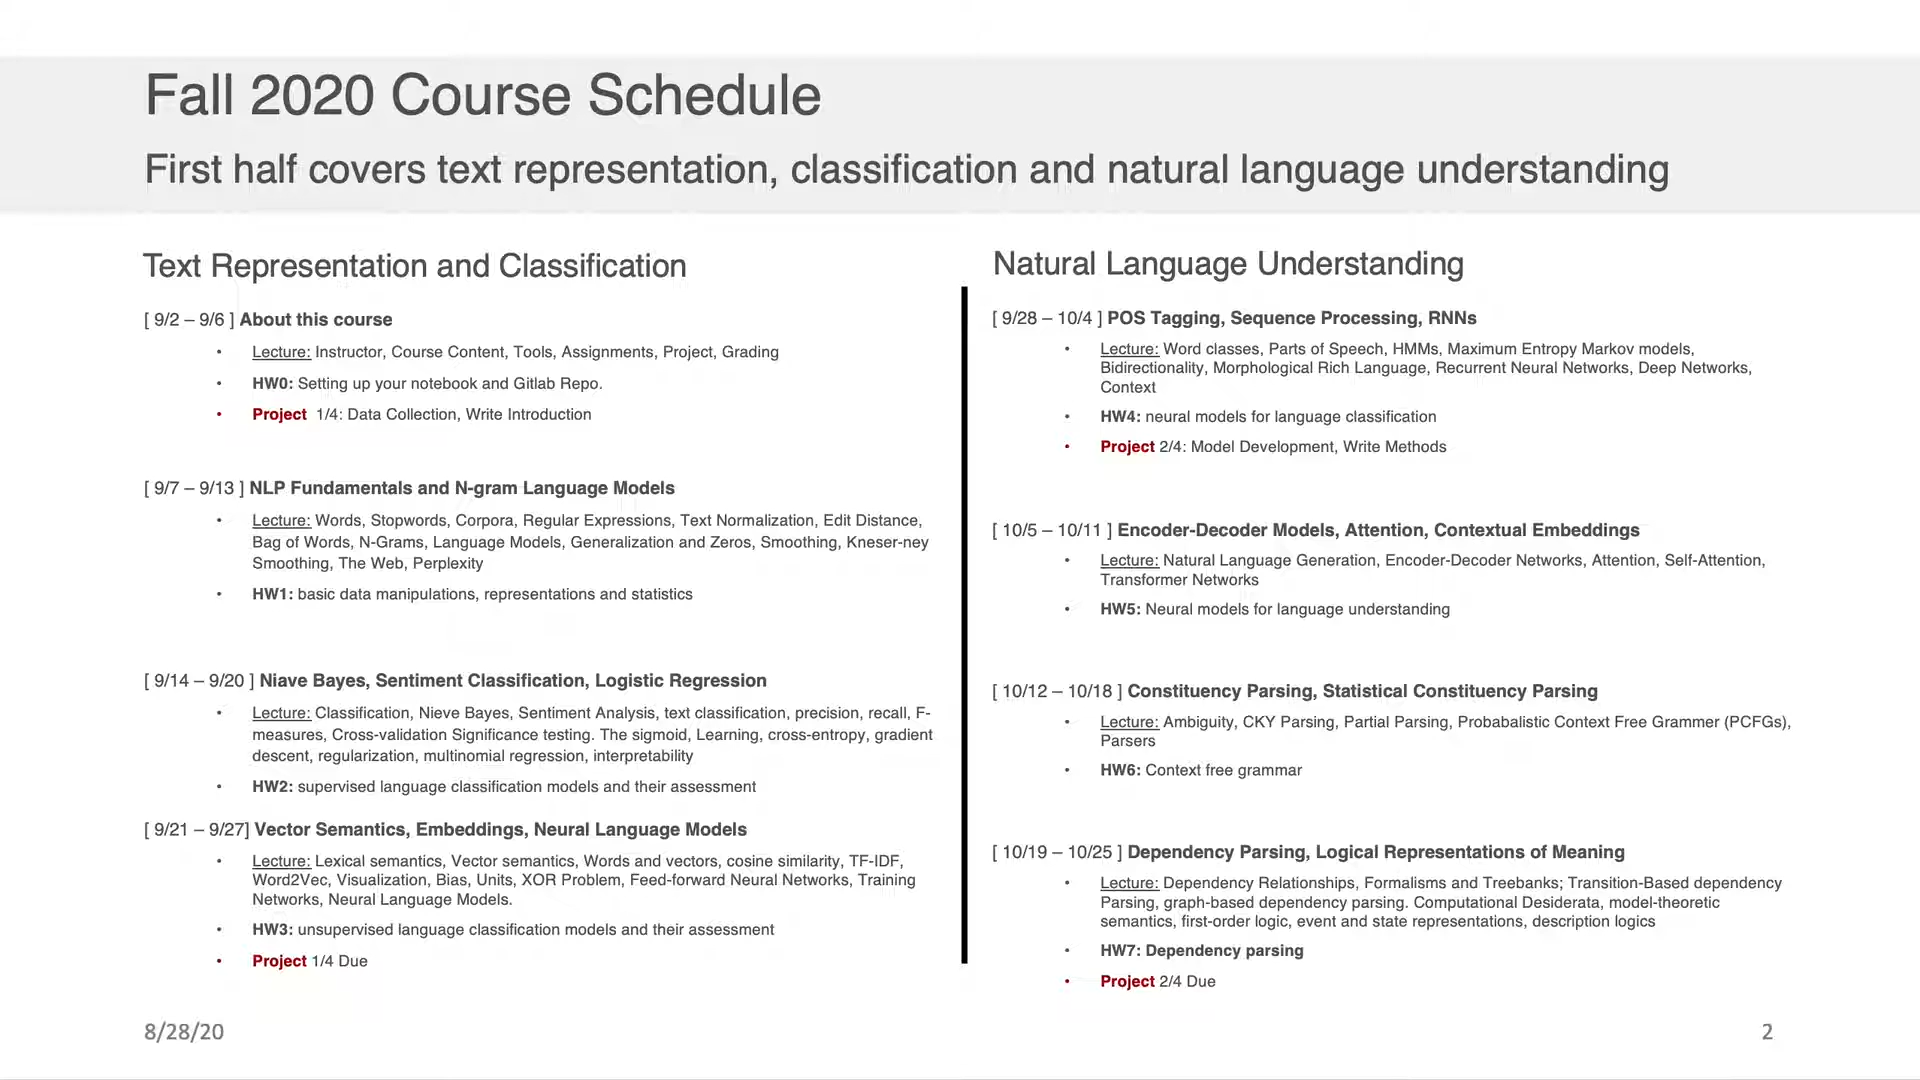 Fall 2020 Course Schedule
First half covers text representation, classification and natural language understanding
Text Representation and Classification
[ 9/2 – 9/6 ] About this course
• Lecture: Instructor, Course Content, Tools, Assignments, Project, Grading
• HW0: Setting up your notebook and Gitlab Repo.
• Project 1/4: Data Collection, Write Introduction
[ 9/7 – 9/13 ] NLP Fundamentals and N-gram Language Models
• Lecture: Words, Stopwords, Corpora, Regular Expressions, Text Normalization, Edit Distance,
Bag of Words, N-Grams, Language Models, Generalization and Zeros, Smoothing, Kneser-ney
Smoothing, The Web, Perplexity
• HW1: basic data manipulations, representations and statistics
[ 9/14 – 9/20 ] Niave Bayes, Sentiment Classification, Logistic Regression
• Lecture: Classification, Nieve Bayes, Sentiment Analysis, text classification, precision, recall, F-
measures, Cross-validation Significance testing. The sigmoid, Learning, cross-entropy, gradient
descent, regularization, multinomial regression, interpretability
• HW2: supervised language classification models and their assessment
[ 9/21 – 9/27] Vector Semantics, Embeddings, Neural Language Models
• Lecture: Lexical semantics, Vector semantics, Words and vectors, cosine similarity, TF-IDF,
Word2Vec, Visualization, Bias, Units, XOR Problem, Feed-forward Neural Networks, Training
Networks, Neural Language Models.
• HW3: unsupervised language classification models and their assessment
• Project 1/4 Due
Natural Language Understanding
[ 9/28 – 10/4 ] POS Tagging, Sequence Processing, RNNs
• Lecture: Word classes, Parts of Speech, HMMs, Maximum Entropy Markov models,
Bidirectionality, Morphological Rich Language, Recurrent Neural Networks, Deep Networks,
Context
• HW4: neural models for language classification
• Project 2/4: Model Development, Write Methods
[ 10/5 – 10/11 ] Encoder-Decoder Models, Attention, Contextual Embeddings
• Lecture: Natural Language Generation, Encoder-Decoder Networks, Attention, Self-Attention,
Transformer Networks
• HW5: Neural models for language understanding
[ 10/12 – 10/18 ] Constituency Parsing, Statistical Constituency Parsing
• Lecture: Ambiguity, CKY Parsing, Partial Parsing, Probabalistic Context Free Grammer (PCFGs),
Parsers
• HW6: Context free grammar
[ 10/19 – 10/25 ] Dependency Parsing, Logical Representations of Meaning
• Lecture: Dependency Relationships, Formalisms and Treebanks; Transition-Based dependency
Parsing, graph-based dependency parsing. Computational Desiderata, model-theoretic
semantics, first-order logic, event and state representations, description logics
• HW7: Dependency parsing
• Project 2/4 Due
8/28/20
2